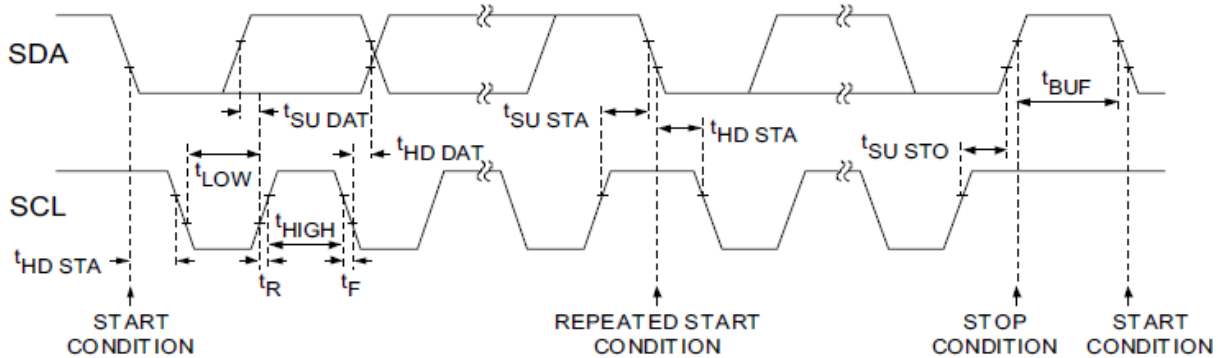 SDA
tSU DAT
tHD DAT
tSU STA
tHD STA
tBUF
tSU STO
SCL
tLOW
tHIGH
tHD STA
tR
tF
START
CONDITION
REPEATED START
CONDITION
STOP
CONDITION
START
CONDITION